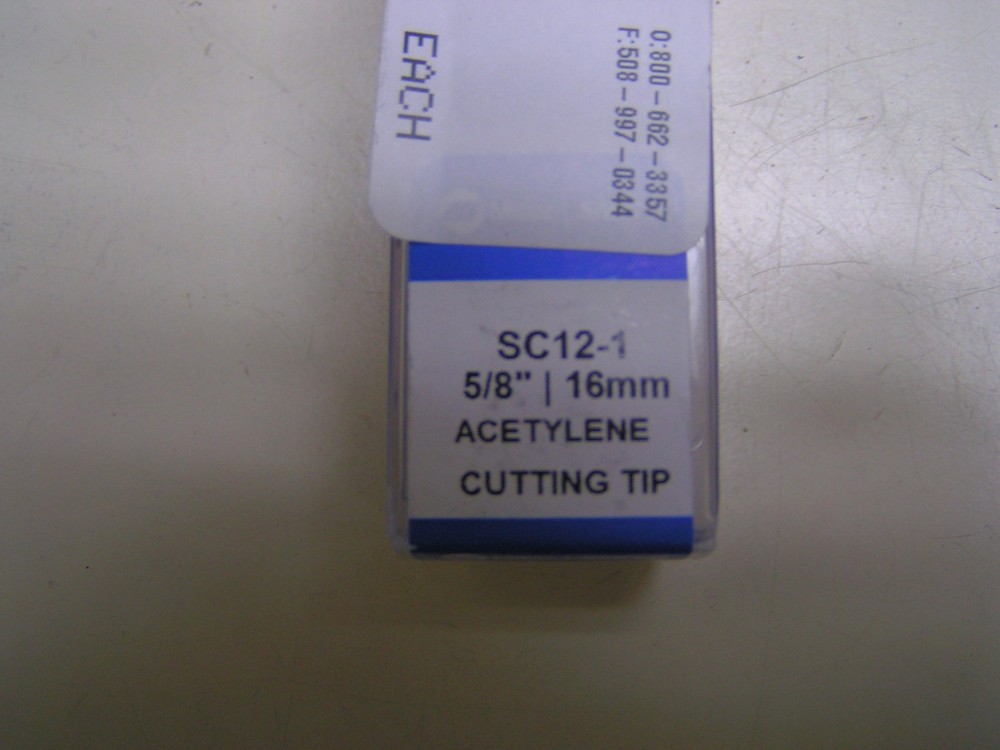 EACH
O:800-662-3357
F:508-997-0344
SC12-1
5/8" | 16mm
ACETYLENE
CUTTING TIP